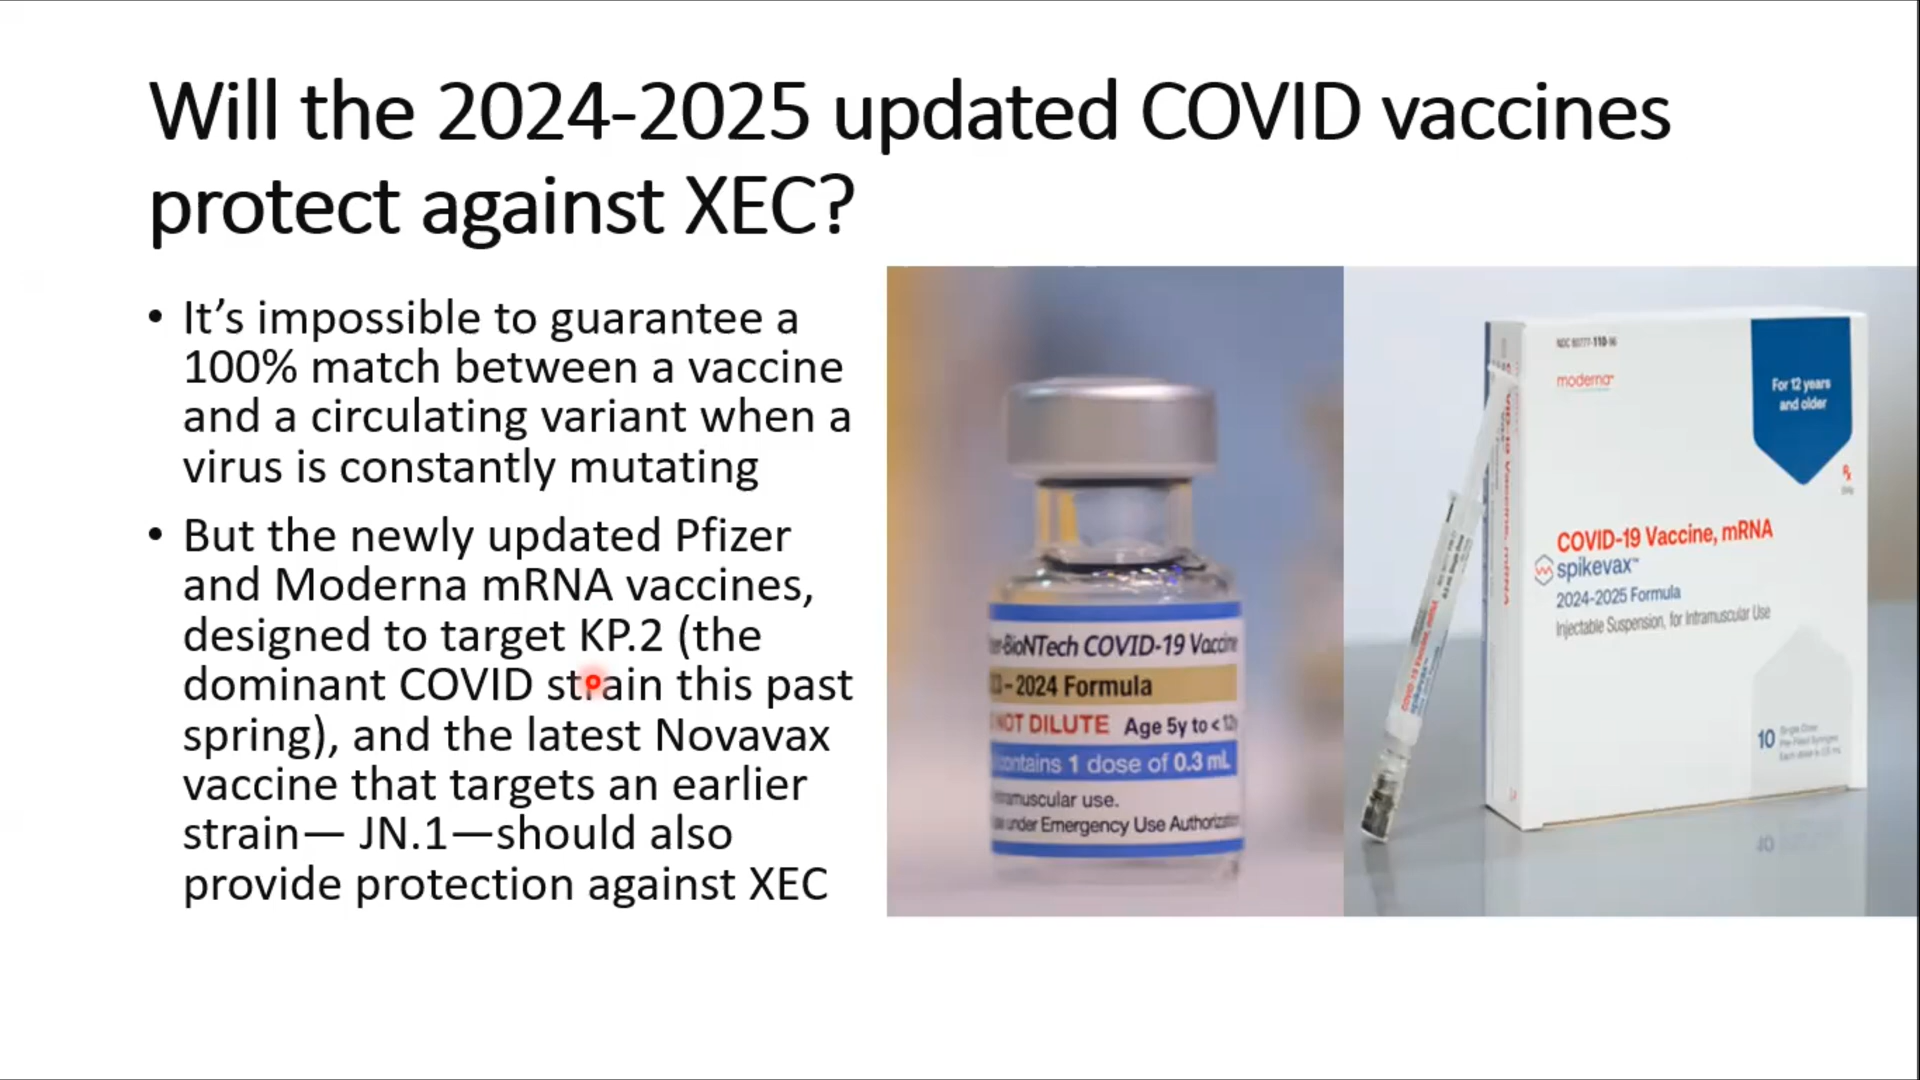 Will the 2024-2025 updated COVID vaccines
protect against XEC?
• It’s impossible to guarantee a
100% match between a vaccine
and a circulating variant when a
virus is constantly mutating
• But the newly updated Pfizer
and Moderna mRNA vaccines,
designed to target KP.2 (the
dominant COVID strain this past
spring), and the latest Novavax
vaccine that targets an earlier
strain— JN.1—should also
provide protection against XEC
-BioNTech COVID-19 Vaccine
– 2024 Formula
NOT DILUTE Age 5y to < 12
contains 1 dose of 0.3 mL
use.
under Emergency Use
moderna
For 12 years
and older
COVID-19 Vaccine, mRNA
spikevax™
2024-2025 Formula
Injectable Suspension, for Intramuscular Use
10